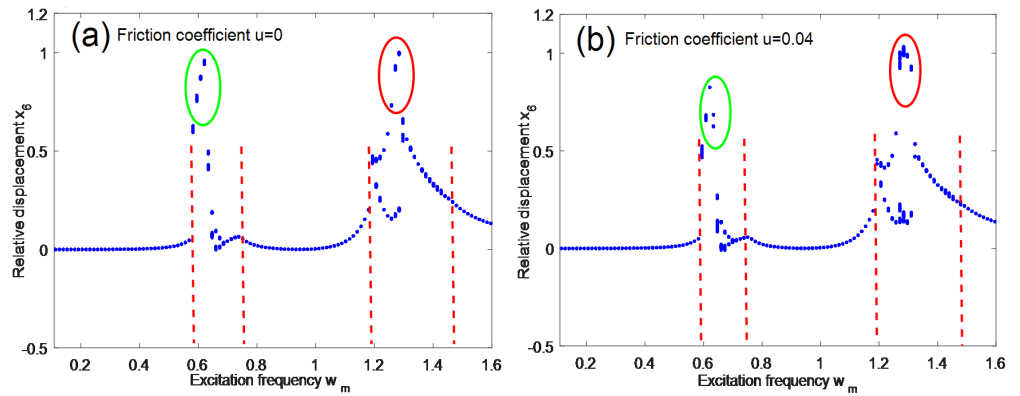 (a) Friction coefficient u=0
1.2
1
0.5
0
-0.5
Relative displacement x6
0.2 0.4 0.6 0.8 1 1.2 1.4 1.6
Excitation frequency wm
(b) Friction coefficient u=0.04
1.2
1
0.5
0
-0.5
Relative displacement x6
0.2 0.4 0.6 0.8 1 1.2 1.4 1.6
Excitation frequency wm